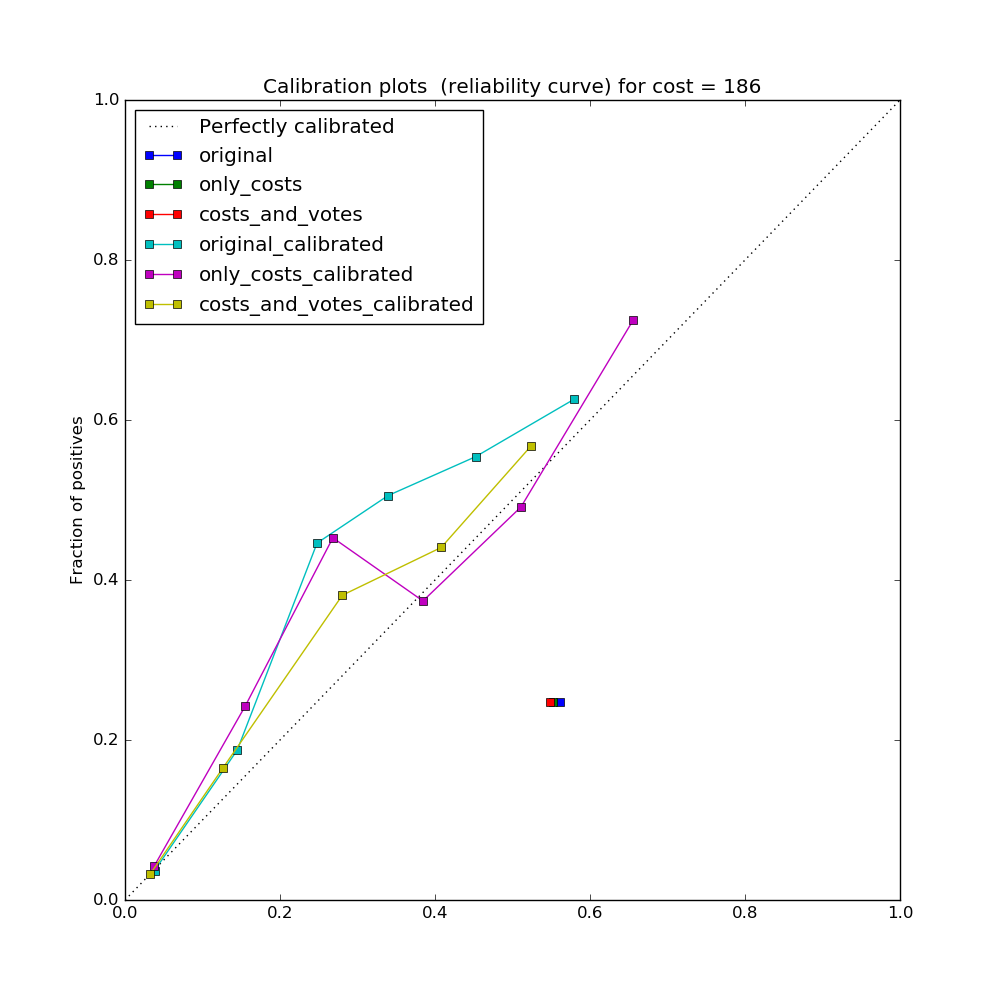 Calibration plots  (reliability curve) for cost = 186
1.0
Perfectly calibrated
original
only_costs
costs_and_votes
original_calibrated
only_costs_calibrated
costs_and_votes_calibrated
0.8
0.6
Fraction of positives
0.4
0.2
0.0
0.0 0.2 0.4 0.6 0.8 1.0